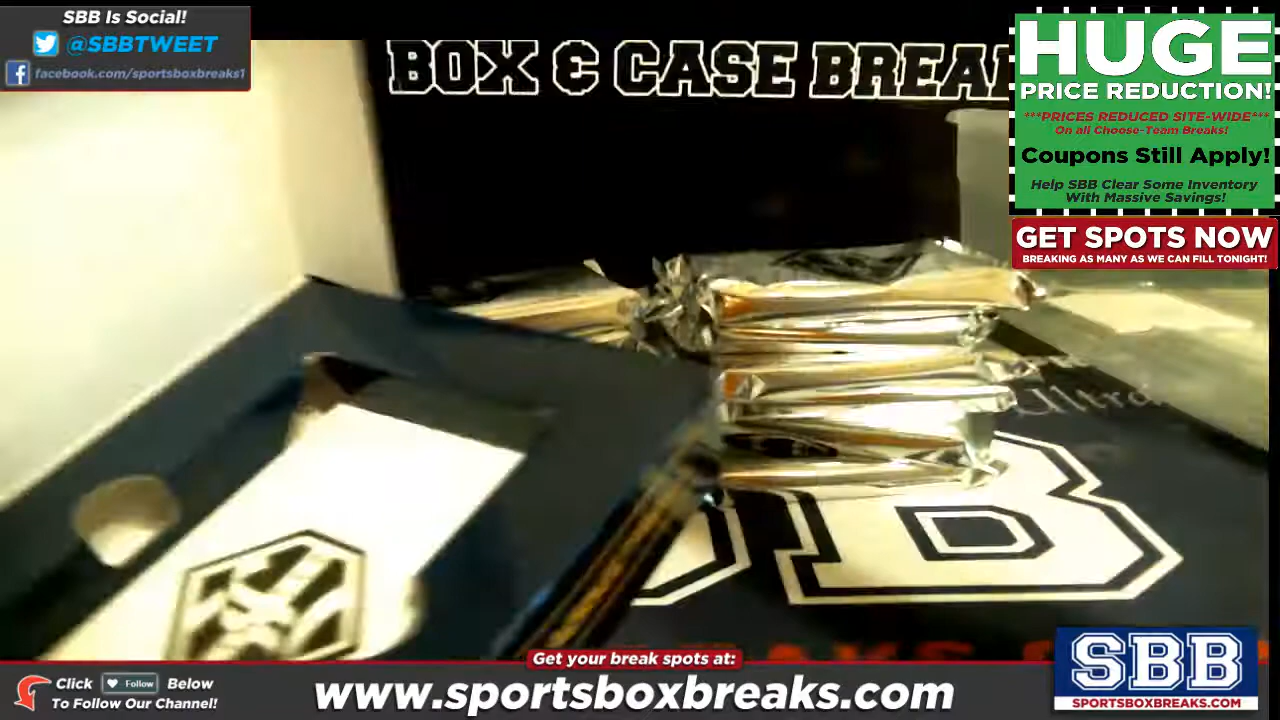 SBB Is Social!
@SBBTWEET
facebook.com/sportsboxbreaks1
BOX & CASE BREA
HUGE
PRICE REDUCTION!
***PRICES REDUCED SITE-WIDE***
On all Choose-Team Breaks!
Coupons Still Apply!
Help SBB Clear Some Inventory
With Massive Savings!
GET SPOTS NOW
BREAKING AS MANY AS WE CAN FILL TONIGHT!
Ultra
B
Get your break spots at:
Click Follow Below
To Follow Our Channel!
www.sportsboxbreaks.com
SBB
SPORTSBOXBREAKS.COM